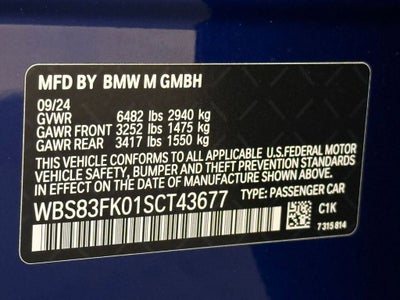 MFD BY BMW M GMBH
09/24
GVWR 6482 lbs 2940 kg
GAWR FRONT 3252 lbs 1475 kg
GAWR REAR 3417 lbs 1550 kg
THIS VEHICLE CONFORMS TO ALL APPLICABLE U.S.FEDERAL MOTOR
VEHICLE SAFETY, BUMPER AND THEFT PREVENTION STANDARDS
IN EFFECT ON THE DATE OF MANUFACTURE SHOWN ABOVE.
WBS83FK01SCT43677 TYPE: PASSENGER CAR
C1K
7 315 814